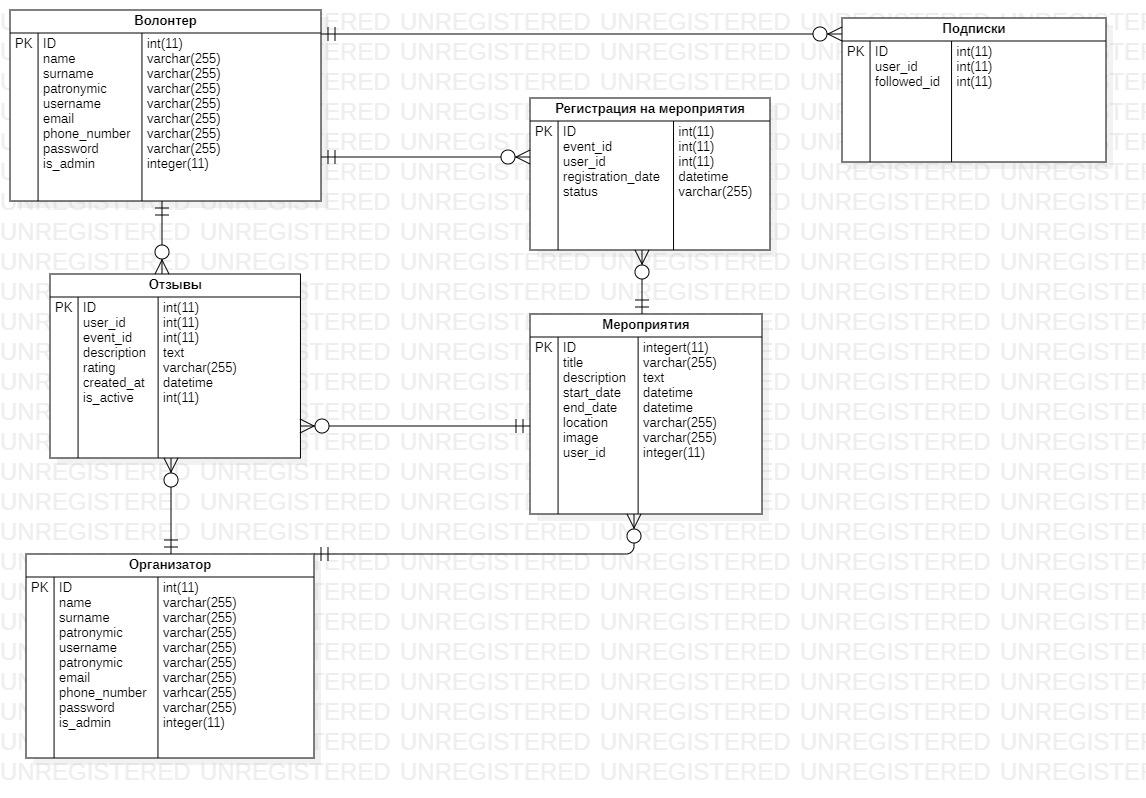 Волонтер
PK ID int(11)
name varchar(255)
surname varchar(255)
patronymic varchar(255)
username varchar(255)
email varchar(255)
phone_number varchar(255)
password varchar(255)
is_admin integer(11)
Подписки
PK ID int(11)
user_id int(11)
followed_id int(11)
Регистрация на мероприятия
PK ID int(11)
event_id int(11)
user_id int(11)
registration_date datetime
status varchar(255)
Отзывы
PK ID int(11)
user_id int(11)
event_id int(11)
description text
rating varchar(255)
created_at datetime
is_active int(11)
Мероприятия
PK ID integert(11)
title varchar(255)
description text
start_date datetime
end_date datetime
location varchar(255)
image varchar(255)
user_id integer(11)
Организатор
PK ID int(11)
name varchar(255)
surname varchar(255)
patronymic varchar(255)
username varchar(255)
patronymic varchar(255)
email varchar(255)
phone_number varhcar(255)
password varchar(255)
is_admin integer(11)
UNREGISTERED